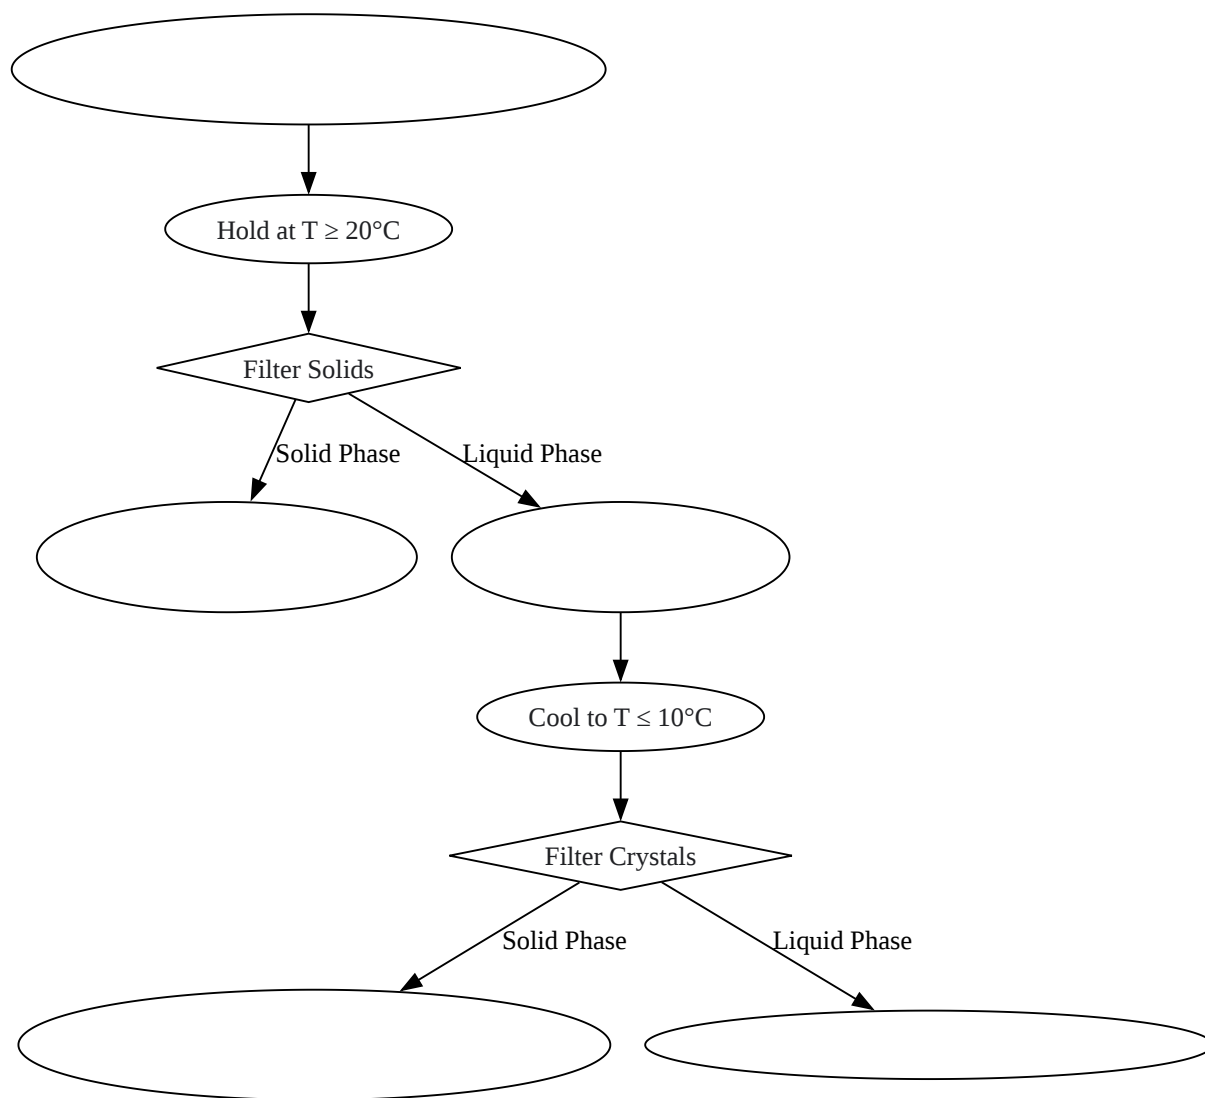 Hold at T ≥ 20°C
Filter Solids
Solid Phase
Liquid Phase
Cool to T ≤ 10°C
Filter Crystals
Solid Phase
Liquid Phase